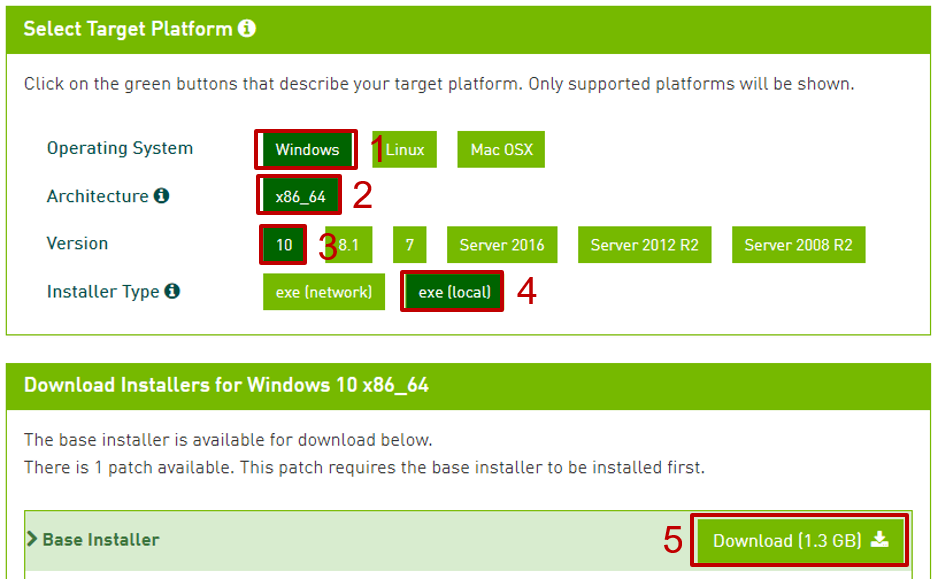 Select Target Platform
Click on the green buttons that describe your target platform. Only supported platforms will be shown.
Operating System Windows 1 Linux Mac OSX
Architecture x86_64 2
Version 10 3 8.1 7 Server 2016 Server 2012 R2 Server 2008 R2
Installer Type exe (network) exe (local) 4
Download Installers for Windows 10 x86_64
The base installer is available for download below.
There is 1 patch available. This patch requires the base installer to be installed first.
Base Installer 5 Download (1.3 GB)